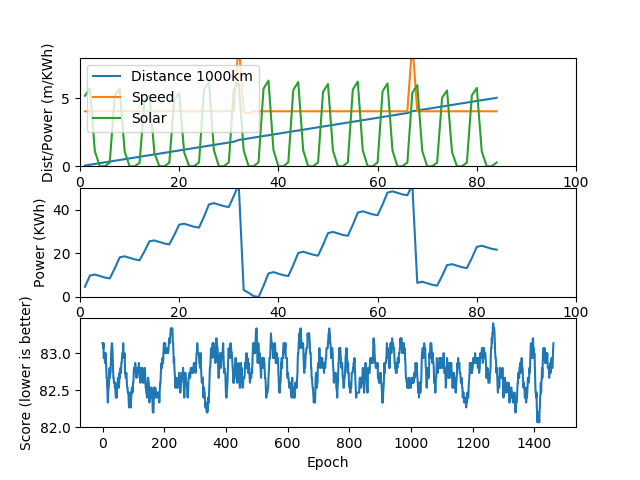 Dist/Power (m/KWh)
Distance 1000km
Speed
Solar
5
0
0 20 40 60 80 100
Power (KWh)
40
20
0
0 20 40 60 80 100
Score (lower is better)
83.0
82.5
82.0
0 200 400 600 800 1000 1200 1400
Epoch